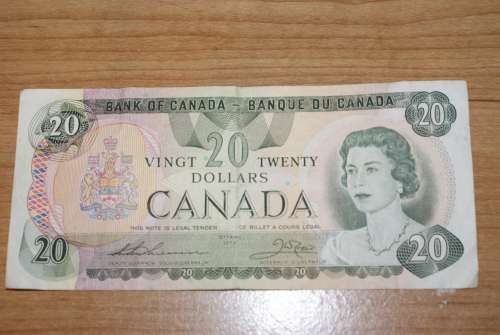 BANK OF CANADA – BANQUE DU CANADA
20 20
VINGT 20 TWENTY
DOLLARS
CANADA
THIS NOTE IS LEGAL TENDER CE BILLET A COURS LÉGAL
OTTAWA
20 20
20 20